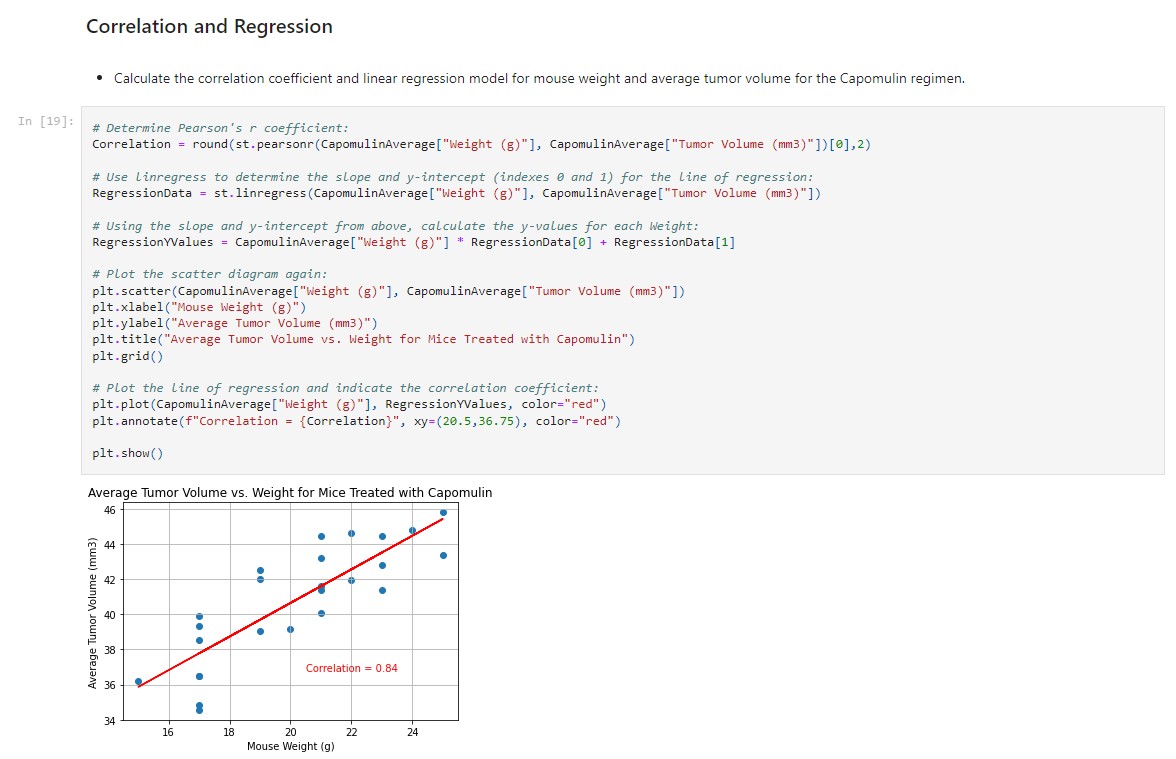 Correlation and Regression
• Calculate the correlation coefficient and linear regression model for mouse weight and average tumor volume for the Capomulin regimen.
In [19]:
# Determine Pearson's r coefficient:
Correlation = round(st.pearsonr(CapomulinAverage["Weight (g)"], CapomulinAverage["Tumor Volume (mm3)"])[0],2)
# Use linregress to determine the slope and y-intercept (indexes 0 and 1) for the line of regression:
RegressionData = st.linregress(CapomulinAverage["Weight (g)"], CapomulinAverage["Tumor Volume (mm3)"])
# Using the slope and y-intercept from above, calculate the y-values for each Weight:
RegressionYValues = CapomulinAverage["Weight (g)"] * RegressionData[0] + RegressionData[1]
# Plot the scatter diagram again:
plt.scatter(CapomulinAverage["Weight (g)"], CapomulinAverage["Tumor Volume (mm3)"])
plt.xlabel("Mouse Weight (g)")
plt.ylabel("Average Tumor Volume (mm3)")
plt.title("Average Tumor Volume vs. Weight for Mice Treated with Capomulin")
plt.grid()
# Plot the line of regression and indicate the correlation coefficient:
plt.plot(CapomulinAverage["Weight (g)"], RegressionYValues, color="red")
plt.annotate(f"Correlation = {Correlation}", xy=(20.5,36.75), color="red")
plt.show()
Average Tumor Volume vs. Weight for Mice Treated with Capomulin
Average Tumor Volume (mm3)
46
44
42
40
38
36
34
Correlation = 0.84
16 18 20 22 24
Mouse Weight (g)